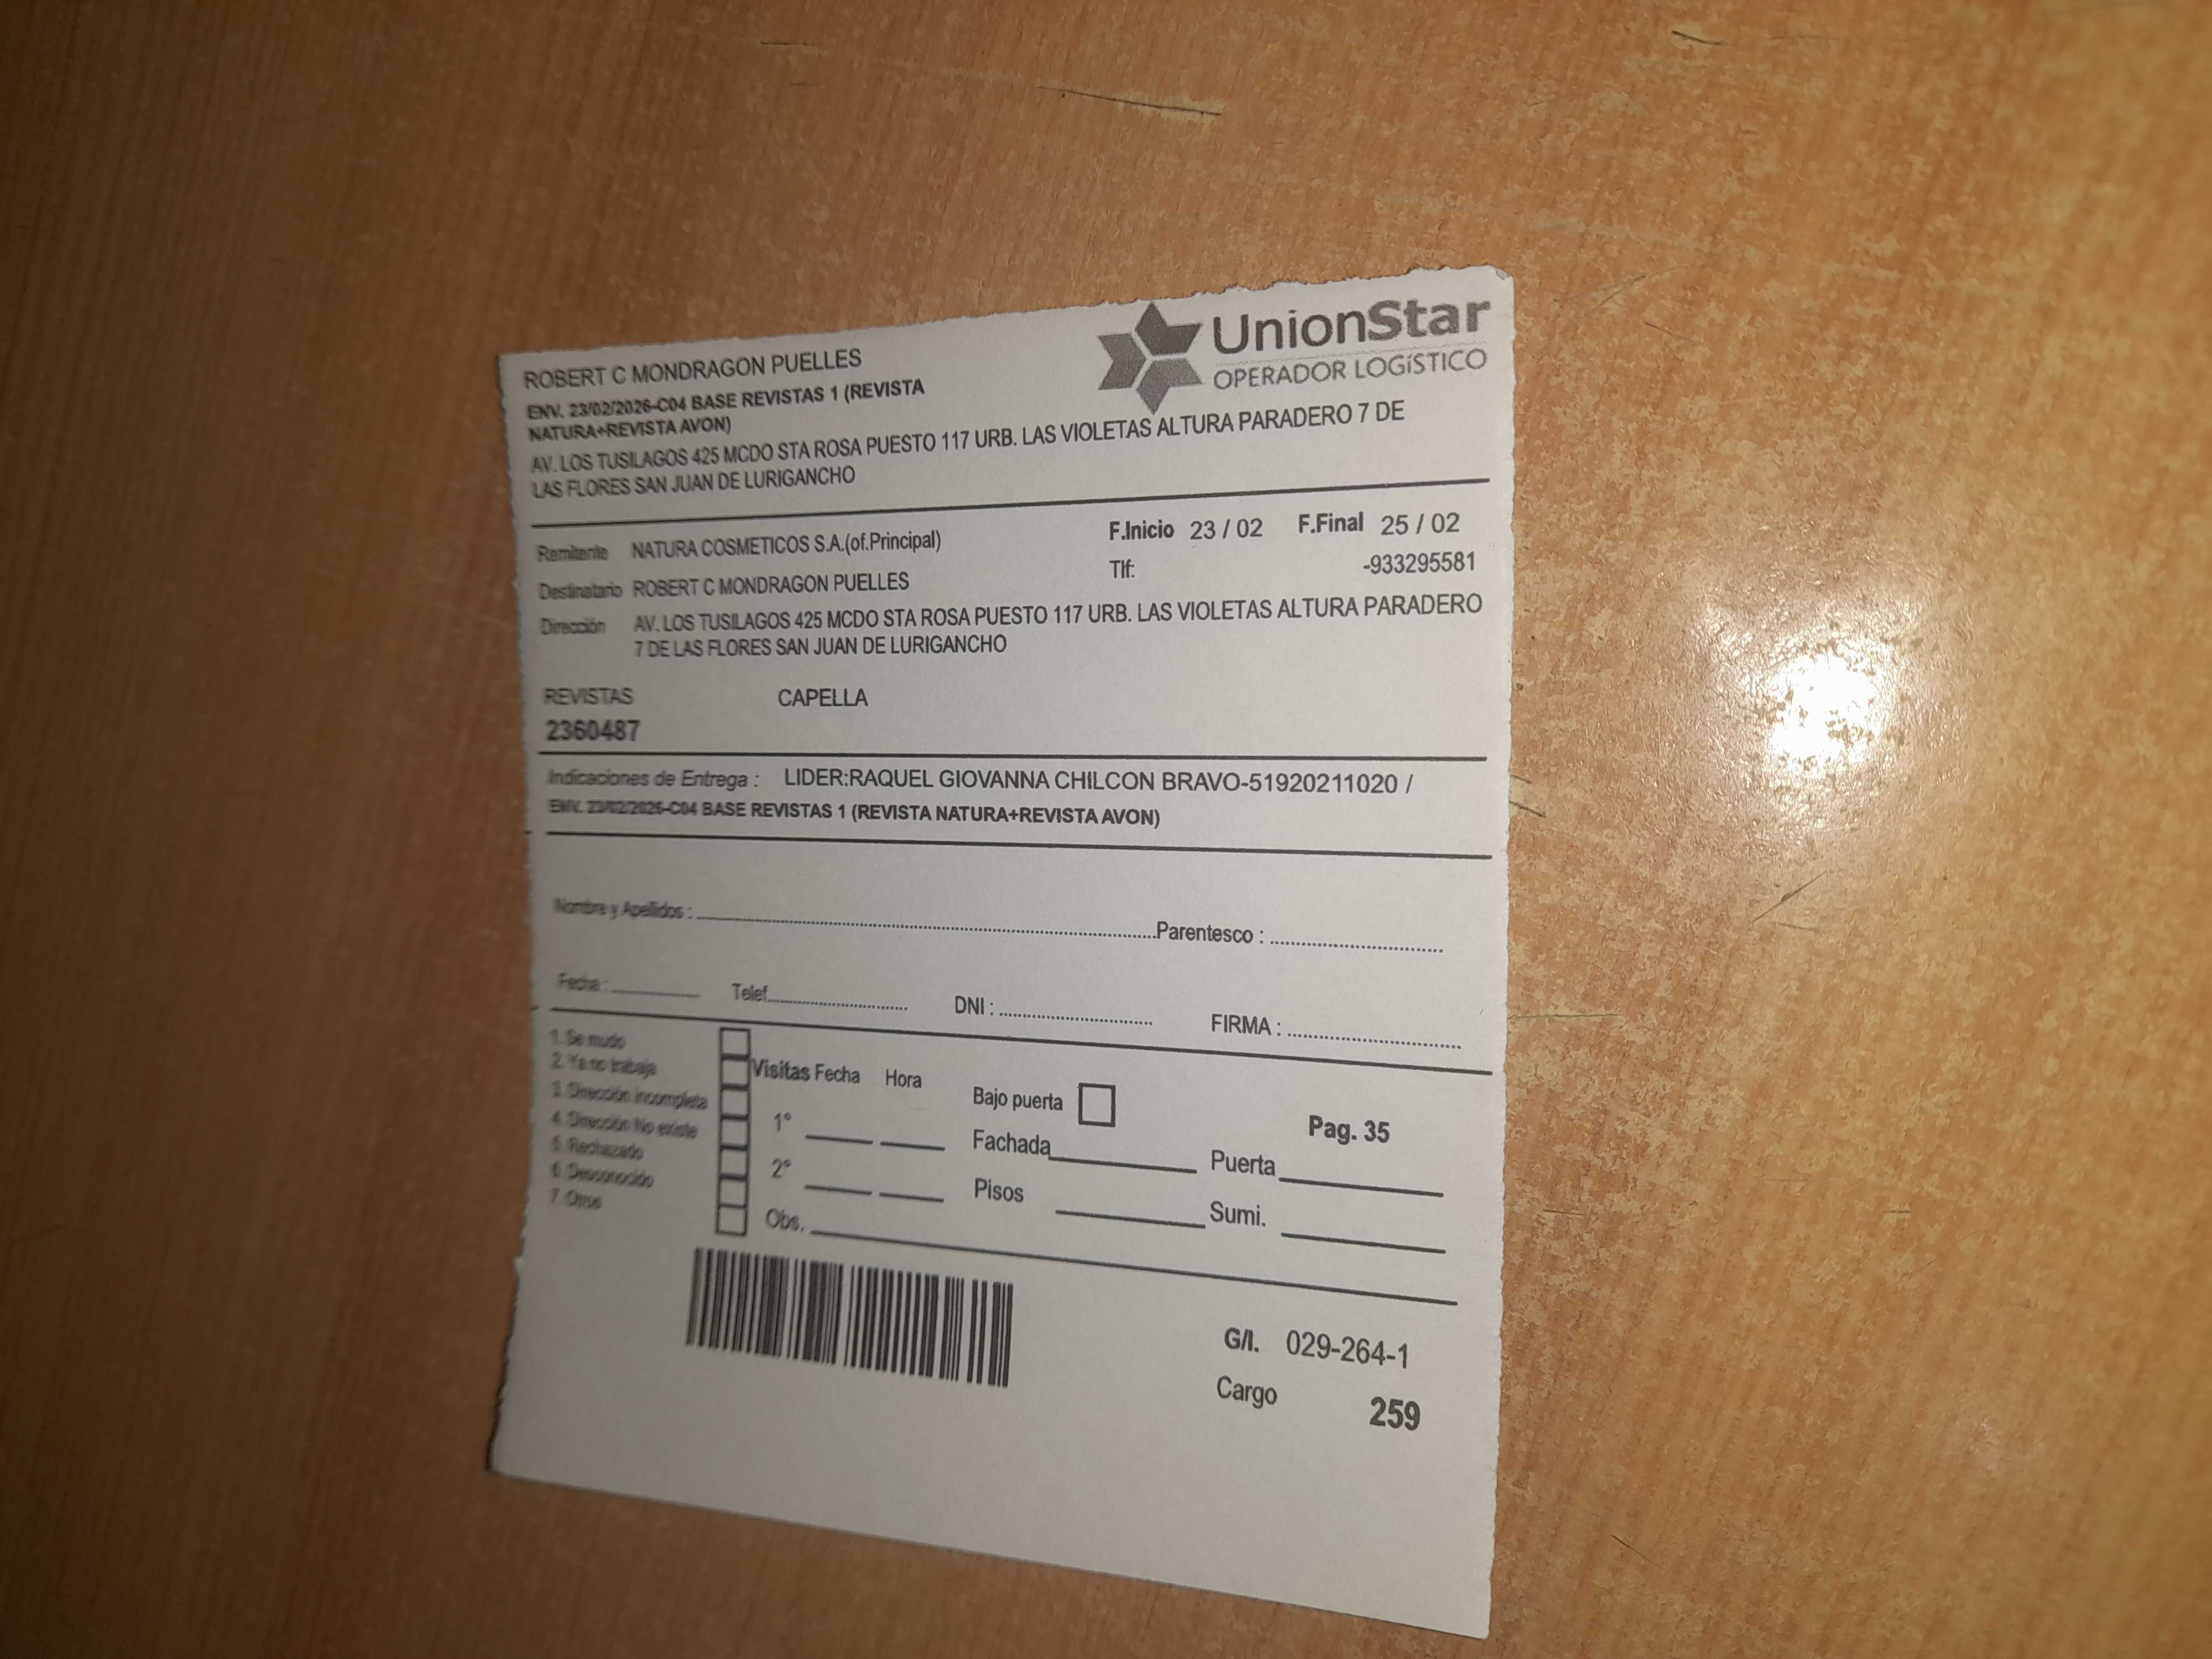 UnionStar
OPERADOR LOGÍSTICO
ROBERT C MONDRAGON PUELLES
ENV. 23/02/2026-C04 BASE REVISTAS 1 (REVISTA
NATURA+REVISTA AVON)
AV. LOS TUSILAGOS 425 MCDO STA ROSA PUESTO 117 URB. LAS VIOLETAS ALTURA PARADERO 7 DE
LAS FLORES SAN JUAN DE LURIGANCHO
Remitente NATURA COSMETICOS S.A.(of.Principal) F.Inicio 23 / 02 F.Final 25 / 02
Destinatario ROBERT C MONDRAGON PUELLES Tlf: -933295581
Dirección AV. LOS TUSILAGOS 425 MCDO STA ROSA PUESTO 117 URB. LAS VIOLETAS ALTURA PARADERO
7 DE LAS FLORES SAN JUAN DE LURIGANCHO
REVISTAS CAPELLA
2360487
Indicaciones de Entrega : LIDER:RAQUEL GIOVANNA CHILCON BRAVO-51920211020 /
ENV. 23/02/2026-C04 BASE REVISTAS 1 (REVISTA NATURA+REVISTA AVON)
Nombre y Apellidos : Parentesco :
Fecha : Telef. DNI : FIRMA :
1. Se mudo
2. Ya no trabaja
3. Dirección incompleta
4. Dirección No existe
5. Rechazado
6. Desconocido
7. Otros
Visitas Fecha Hora
1°
2°
Obs.
Bajo puerta
Fachada Puerta
Pisos Sumi.
Pag. 35
G/I. 029-264-1
Cargo 259